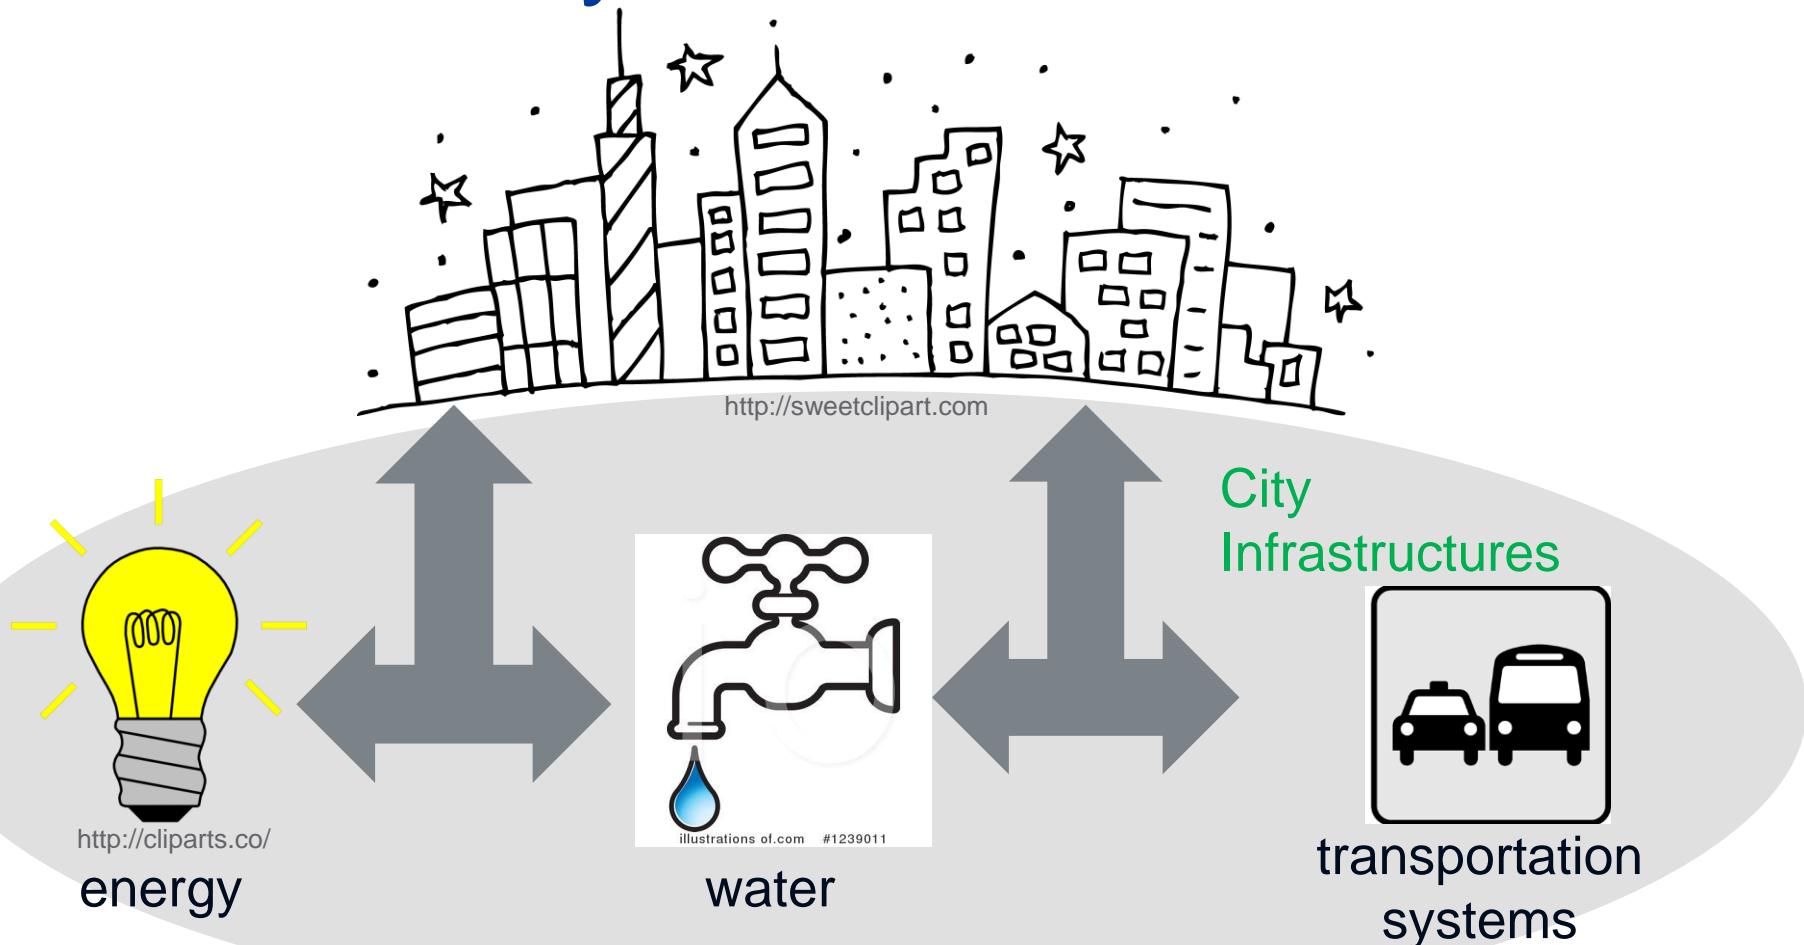 http://sweetclipart.com
City
Infrastructures
illustrations of.com #1239011
http://cliparts.co/
energy
water
transportation
systems